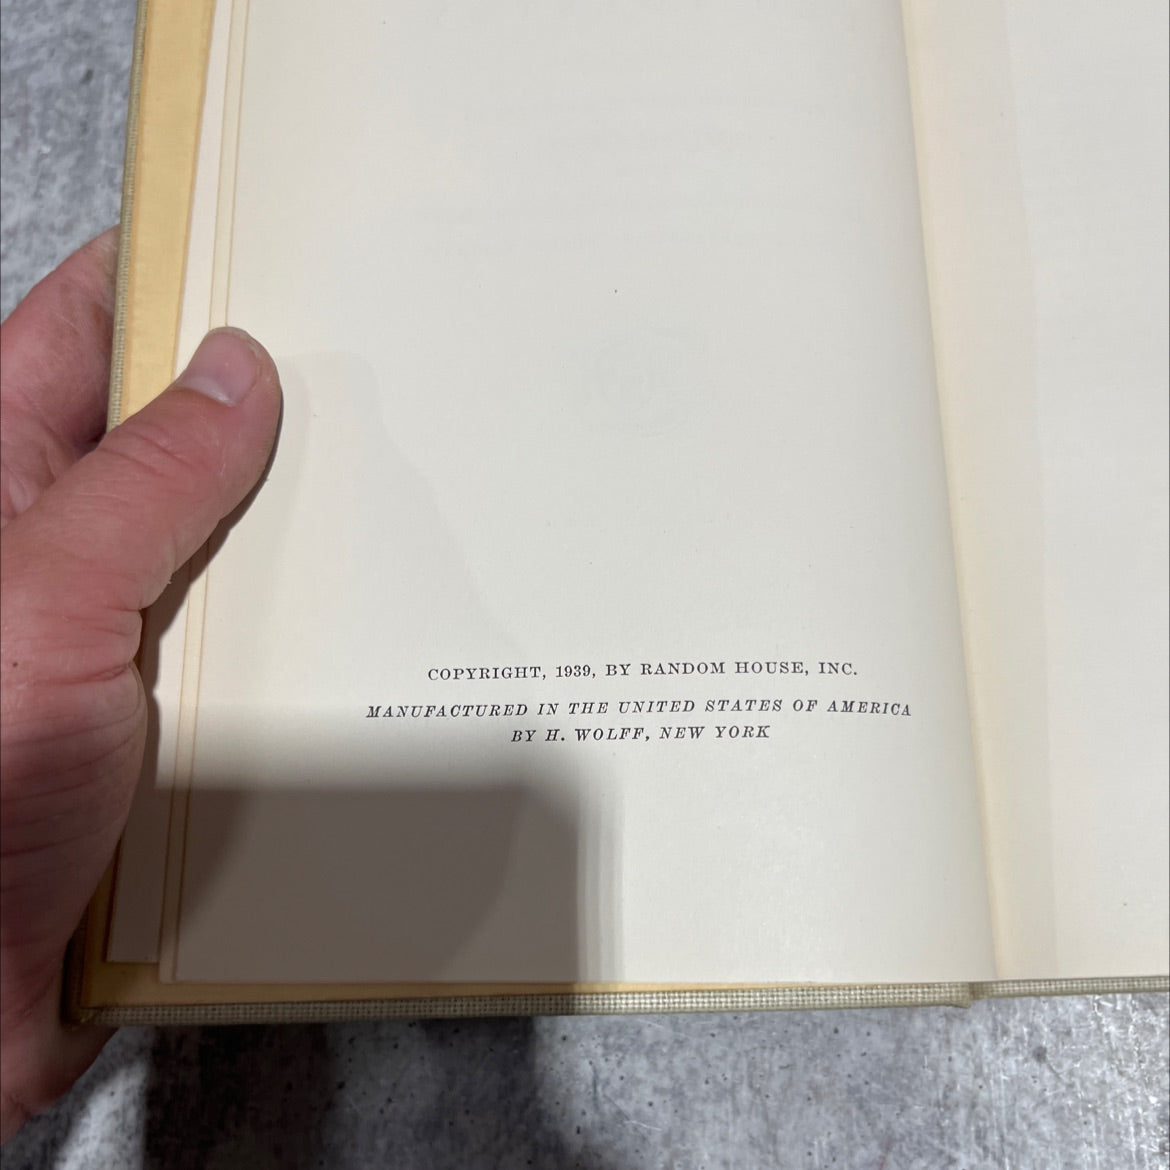 COPYRIGHT, 1939, BY RANDOM HOUSE, INC.
MANUFACTURED IN THE UNITED STATES OF AMERICA
BY H. WOLFF, NEW YORK